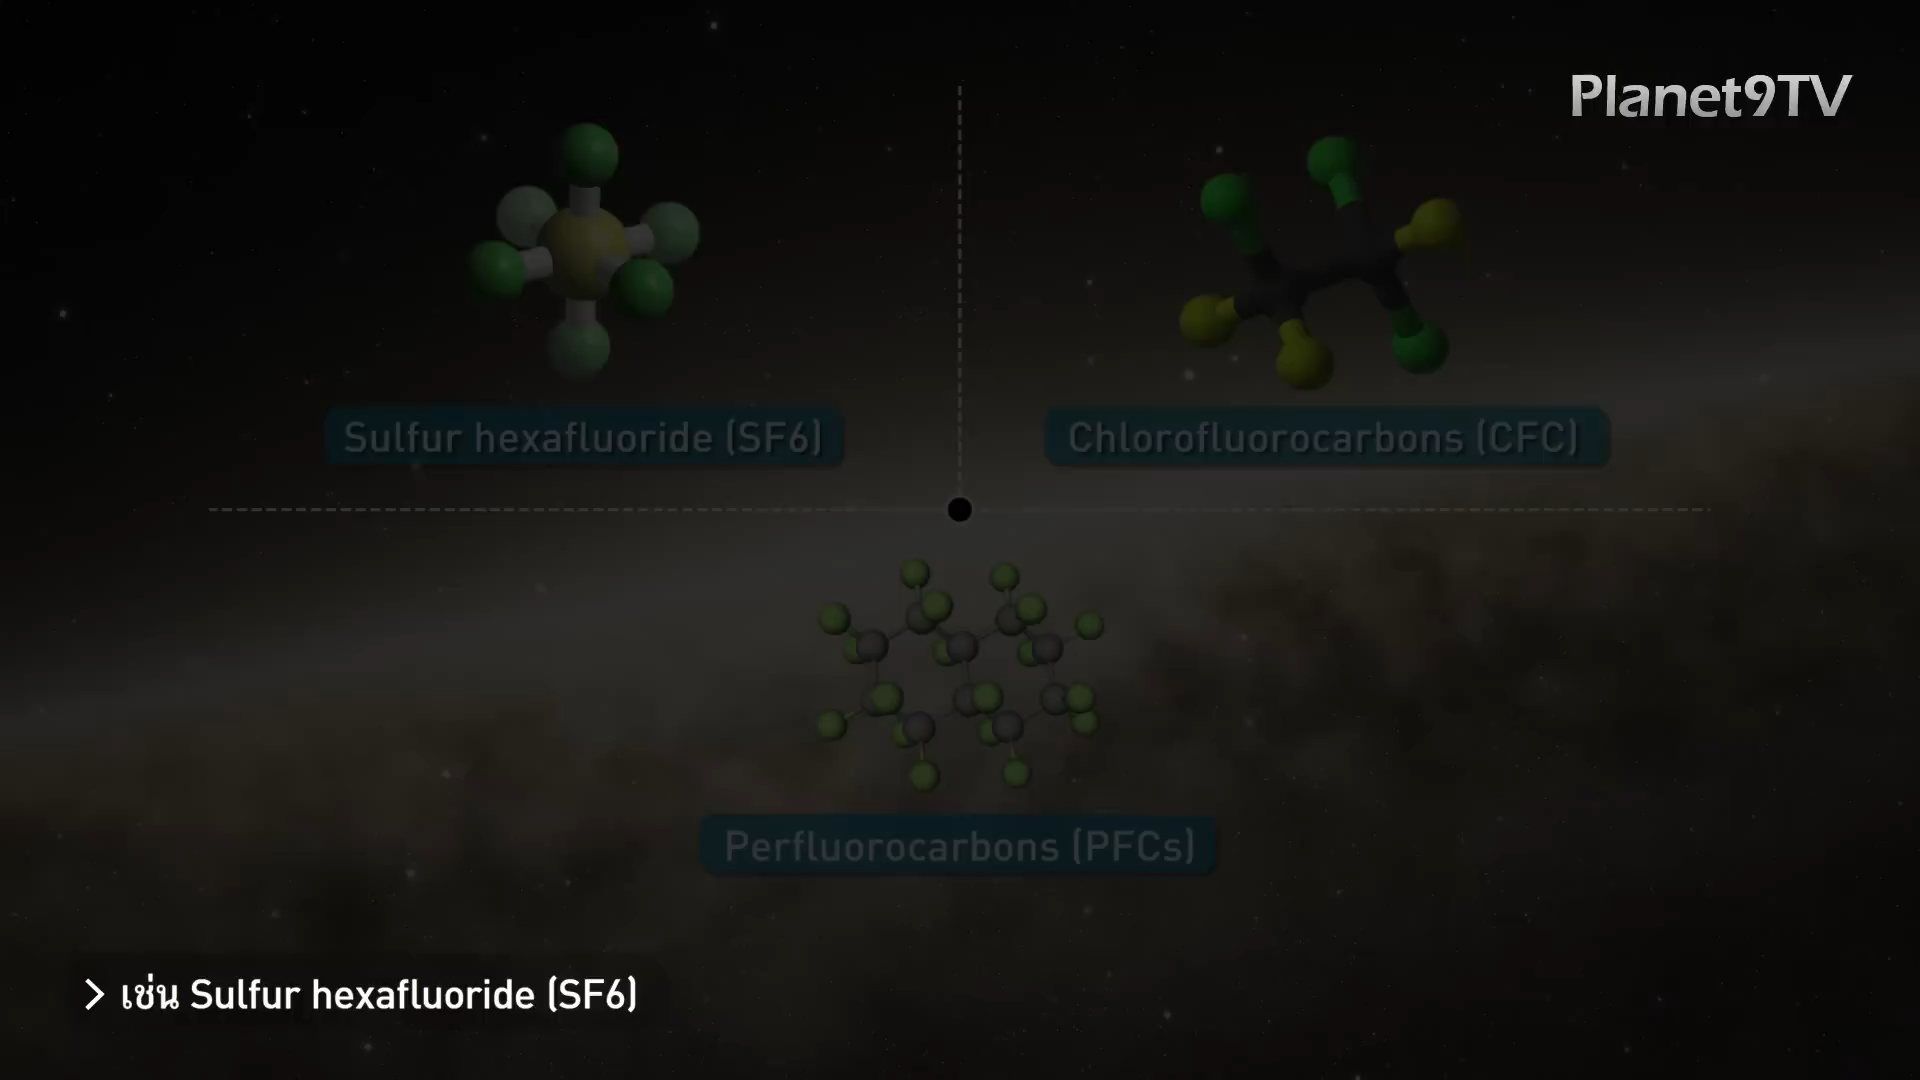 Planet9TV
Sulfur hexafluoride (SF6)
Chlorofluorocarbons (CFC)
Perfluorocarbons (PFCs)
> เช่น Sulfur hexafluoride (SF6)